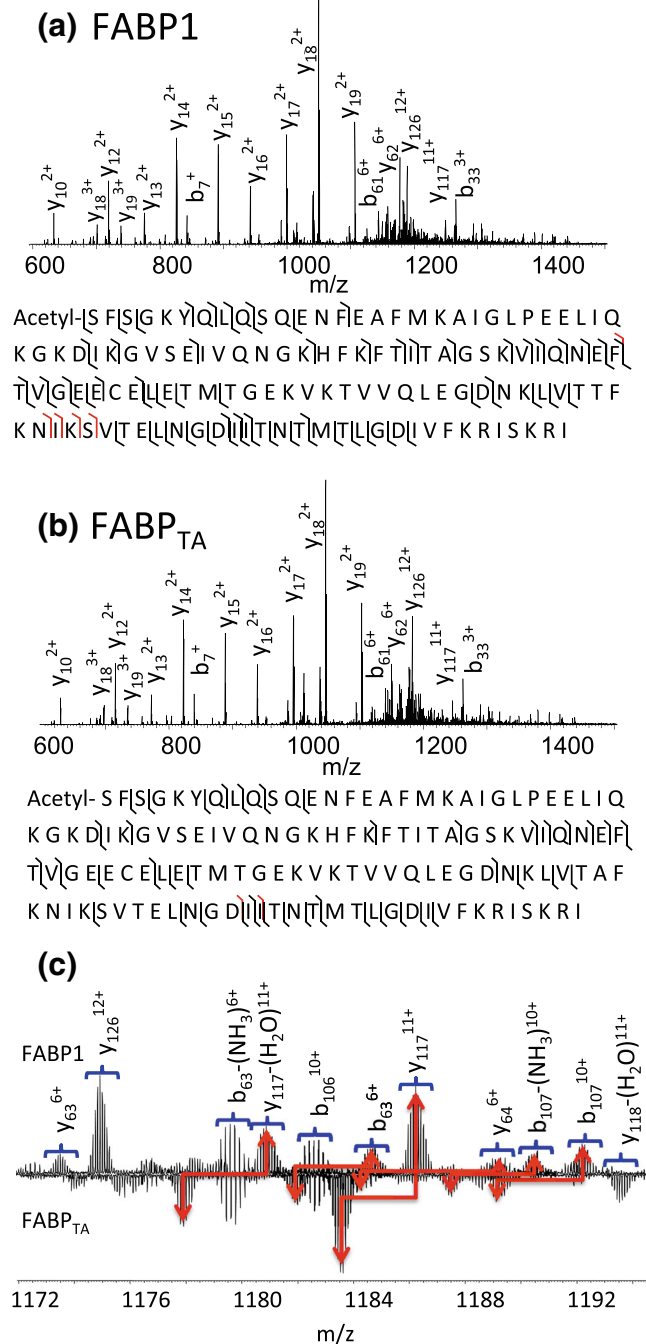 (a) FABP1
y10 2+
y18 3+
y12 2+
y19 3+
y13 2+
y14 2+
b7 +
y15 2+
y16 2+
y17 2+
y18 2+
y19 2+
b61 6+
y62 6+
y126 12+
y117 11+
b33 3+
600 800 1000 1200 1400
m/z
Acetyl-S F S G K Y Q L Q S Q E N F E A F M K A I G L P E E L I Q
K G K D I K G V S E I V Q N G K H F K F T I T A G S K V I Q N E F
T V G E E C E L E T M T G E K V K T V V Q L E G D N K L V T T F
K N I K S V T E L N G D I I T N T M T L G D I V F K R I S K R I
(b) FABPTA
y10 2+
y18 3+
y12 2+
y19 3+
y13 2+
y14 2+
b7 +
y15 2+
y16 2+
y17 2+
y18 2+
y19 2+
b61 6+
y62 6+
y126 12+
y117 11+
b33 3+
600 800 1000 1200 1400
m/z
Acetyl- S F S G K Y Q L Q S Q E N F E A F M K A I G L P E E L I Q
K G K D I K G V S E I V Q N G K H F K F T I T A G S K V I Q N E F
T V G E E C E L E T M T G E K V K T V V Q L E G D N K L V T A F
K N I K S V T E L N G D I I T N T M T L G D I V F K R I S K R I
(c)
FABP1
y63 6+
y126 12+
b63-(NH3) 6+
y117-(H2O) 11+
b106 10+
b63 6+
y117 11+
y64 6+
b107-(NH3) 10+
b107 10+
y118-(H2O) 11+
FABPTA
1172 1176 1180 1184 1188 1192
m/z